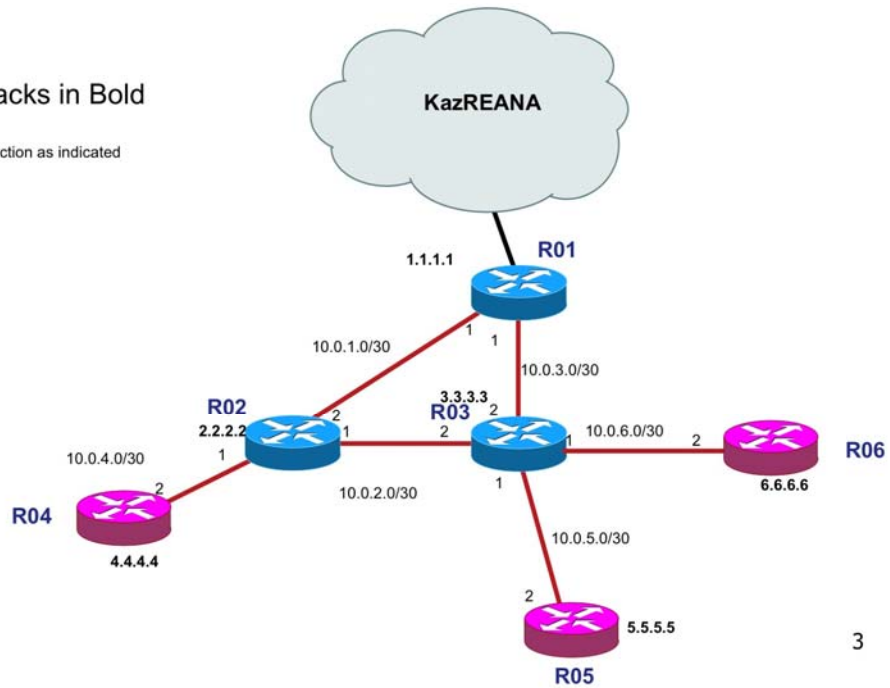 acks in Bold
ction as indicated
KazREANA
R01
1.1.1.1
1
1
10.0.1.0/30
10.0.3.0/30
3.3.3.3
R02
R03
2
2
2.2.2.2
1
2
1
10.0.6.0/30
2
R06
1
10.0.4.0/30
1
6.6.6.6
2
10.0.2.0/30
R04
10.0.5.0/30
4.4.4.4
2
5.5.5.5
3
R05